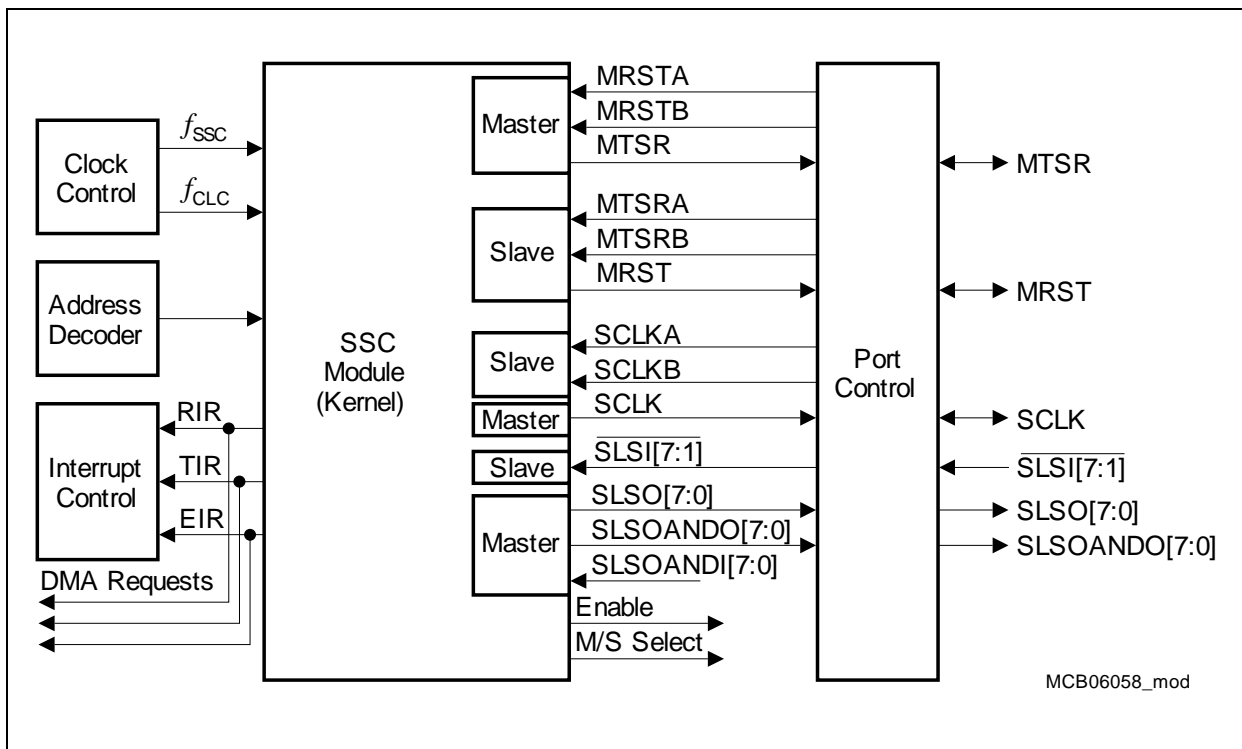 Clock
Control
fSSC
fCLC
Address
Decoder
Interrupt
Control
RIR
TIR
EIR
DMA Requests
SSC
Module
(Kernel)
Master
Slave
Slave
Master
Slave
Master
MRSTA
MRSTB
MTSR
MTSRA
MTSRB
MRST
SCLKA
SCLKB
SCLK
SLSI[7:1]
SLSO[7:0]
SLSOANDO[7:0]
SLSOANDI[7:0]
Enable
M/S Select
Port
Control
MTSR
MRST
SCLK
SLSI[7:1]
SLSO[7:0]
SLSOANDO[7:0]
MCB06058_mod